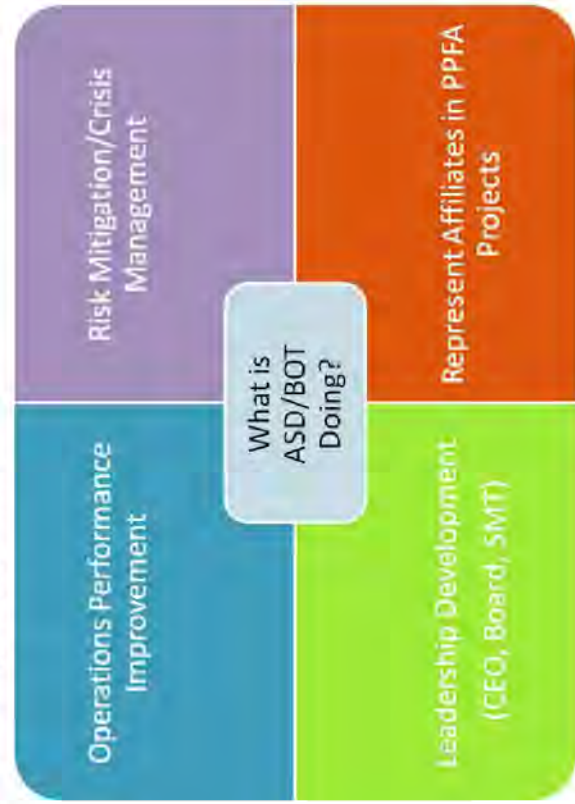 Operations Performance
Improvement
Risk Mitigation/Crisis
Management
What is
ASD/BOT
Doing?
Leadership Development
(CEO, Board, SMT)
Represent Affiliates in PPFA
Projects